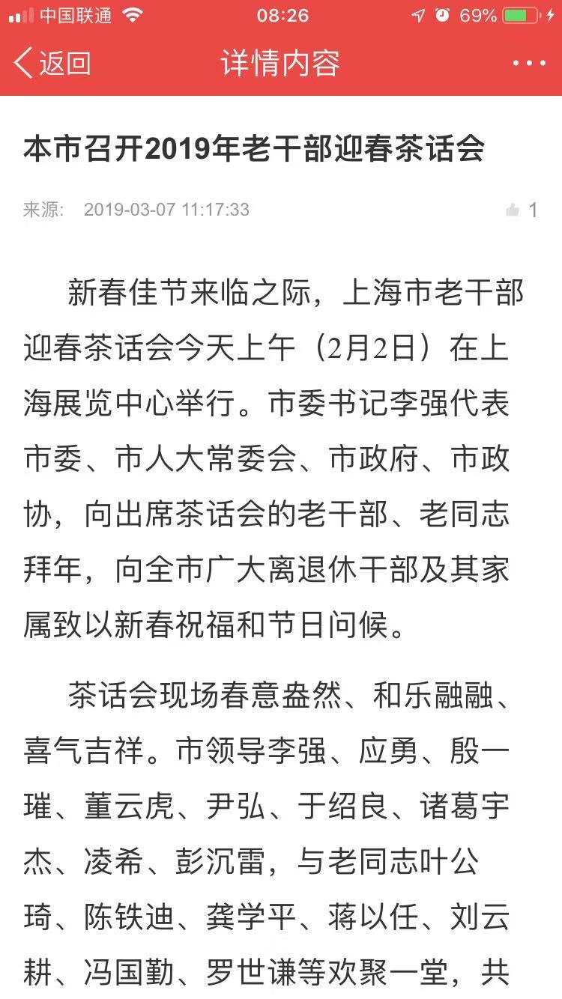 中国联通 08:26 69%
返回 详情内容 ···
本市召开2019年老干部迎春茶话会
来源: 2019-03-07 11:17:33 1
新春佳节来临之际，上海市老干部
迎春茶话会今天上午（2月2日）在上
海展览中心举行。市委书记李强代表
市委、市人大常委会、市政府、市政
协，向出席茶话会的老干部、老同志
拜年，向全市广大离退休干部及其家
属致以新春祝福和节日问候。
茶话会现场春意盎然、和乐融融、
喜气吉祥。市领导李强、应勇、殷一
璀、董云虎、尹弘、于绍良、诸葛宇
杰、凌希、彭沉雷，与老同志叶公
琦、陈铁迪、龚学平、蒋以任、刘云
耕、冯国勤、罗世谦等欢聚一堂，共